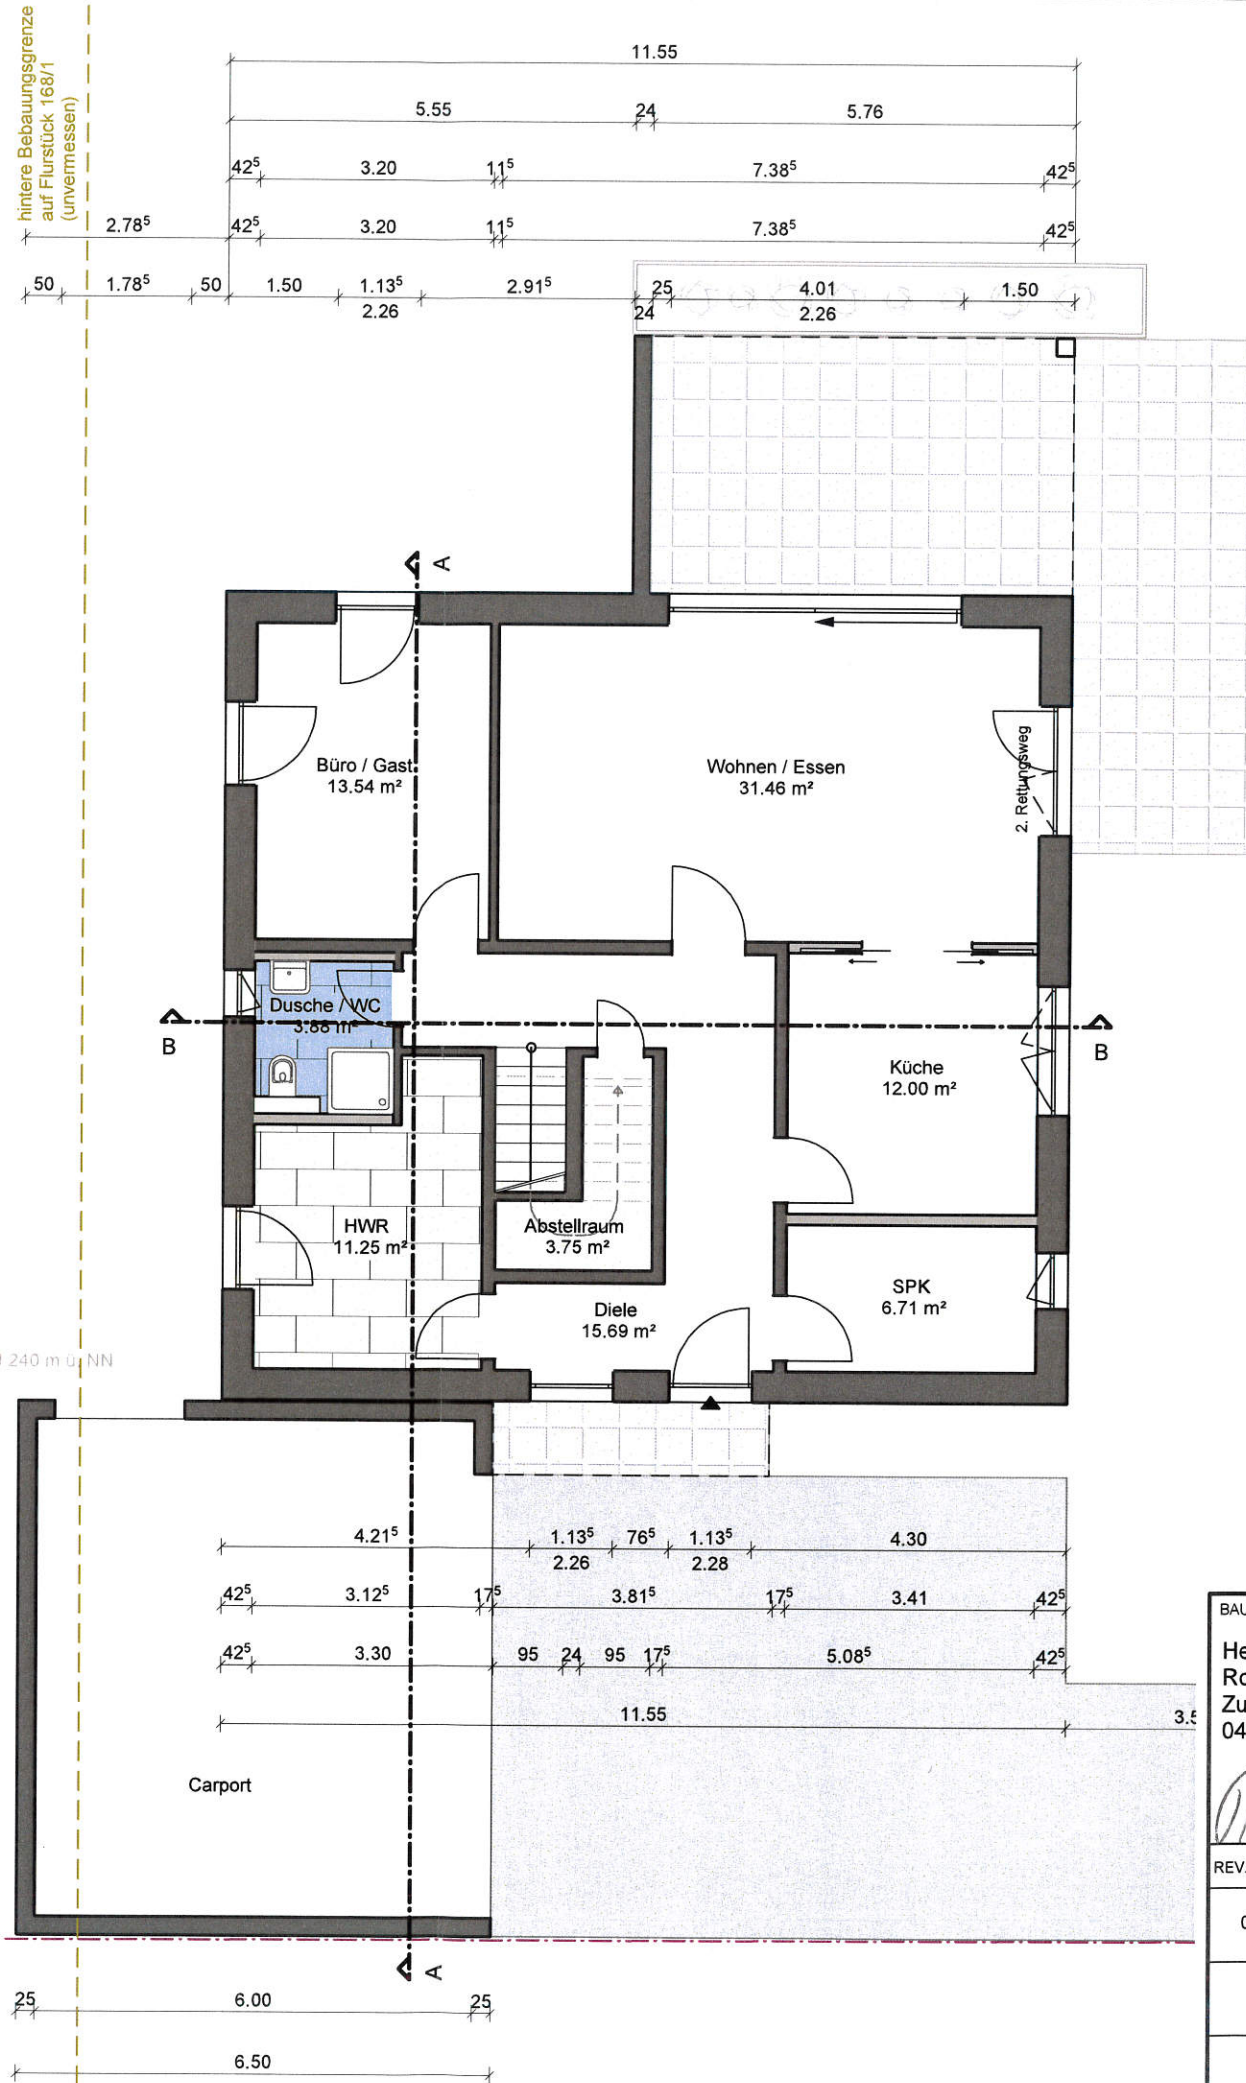 hintere Bebauungsgrenze
auf Flurstück 168/1
(unvermessen)
11.55
5.55 24 5.76
42⁵ 3.20 11⁵ 7.38⁵ 42⁵
2.78⁵ 42⁵ 3.20 11⁵ 7.38⁵ 42⁵
50 1.78⁵ 50 1.50 1.13⁵ 2.91⁵ 25 4.01 1.50
2.26 24 2.26
A
Büro / Gast
13.54 m²
Wohnen / Essen
31.46 m²
2. Rettungsweg
Dusche / WC
3.88 m²
B
B
Küche
12.00 m²
HWR
11.25 m²
Abstellraum
3.75 m²
SPK
6.71 m²
Diele
15.69 m²
240 m ü. NN
4.21⁵ 1.13⁵ 76⁵ 1.13⁵ 4.30
2.26 2.28
42⁵ 3.12⁵ 17⁵ 3.81⁵ 17⁵ 3.41 42⁵
42⁵ 3.30 95 24 95 17⁵ 5.08⁵ 42⁵
11.55
3.5
Carport
BAU
He
Ro
Zu
04
REV.
0
A
25 6.00 25
6.50